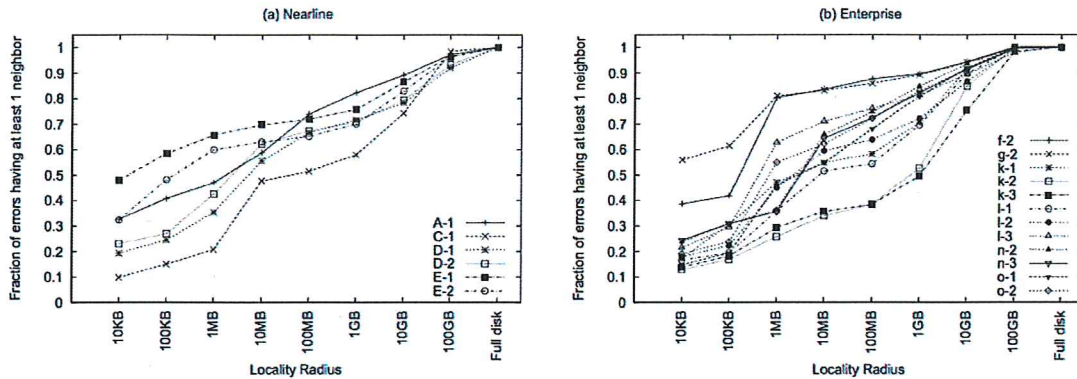 (a) Nearline
Fraction of errors having at least 1 neighbor
1
0.9
0.8
0.7
0.6
0.5
0.4
0.3
0.2
0.1
0
A-1
C-1
D-1
D-2
E-1
E-2
10KB
100KB
1MB
10MB
100MB
1GB
10GB
100GB
Full disk
Locality Radius
(b) Enterprise
Fraction of errors having at least 1 neighbor
1
0.9
0.8
0.7
0.6
0.5
0.4
0.3
0.2
0.1
0
f-2
g-2
k-1
k-2
k-3
l-1
l-2
l-3
n-2
n-3
o-1
o-2
10KB
100KB
1MB
10MB
100MB
1GB
10GB
100GB
Full disk
Locality Radius